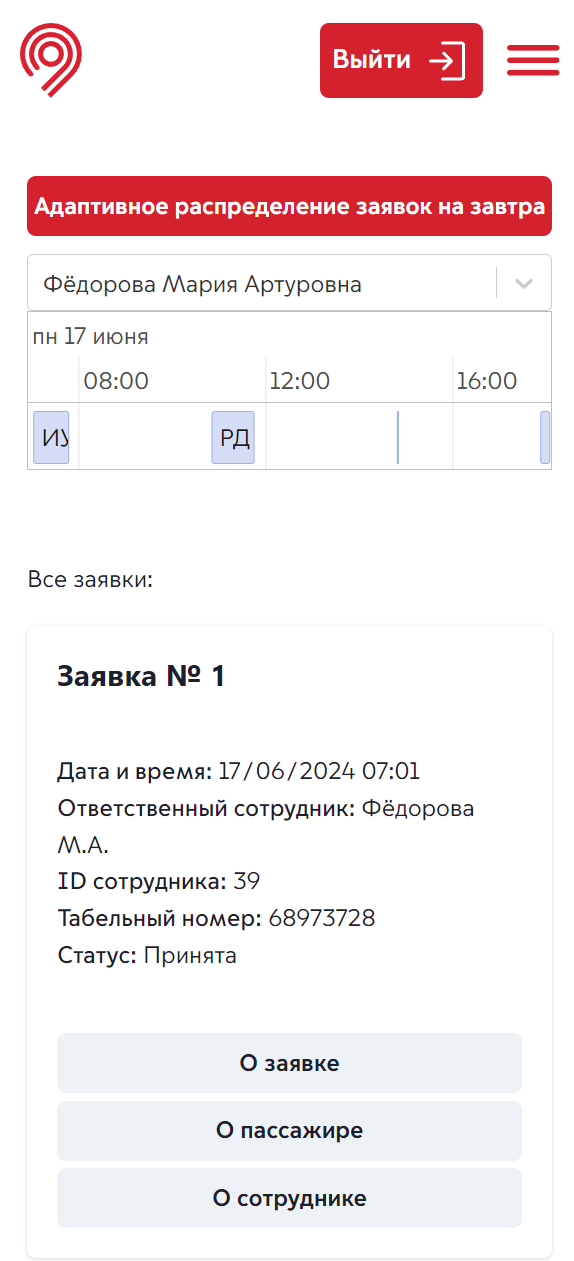 Выйти
Адаптивное распределение заявок на завтра
Фёдорова Мария Артуровна
пн 17 июня
08:00 12:00 16:00
ИУ РД
Все заявки:
Заявка № 1
Дата и время: 17/06/2024 07:01
Ответственный сотрудник: Фёдорова
М.А.
ID сотрудника: 39
Табельный номер: 68973728
Статус: Принята
О заявке
О пассажире
О сотруднике